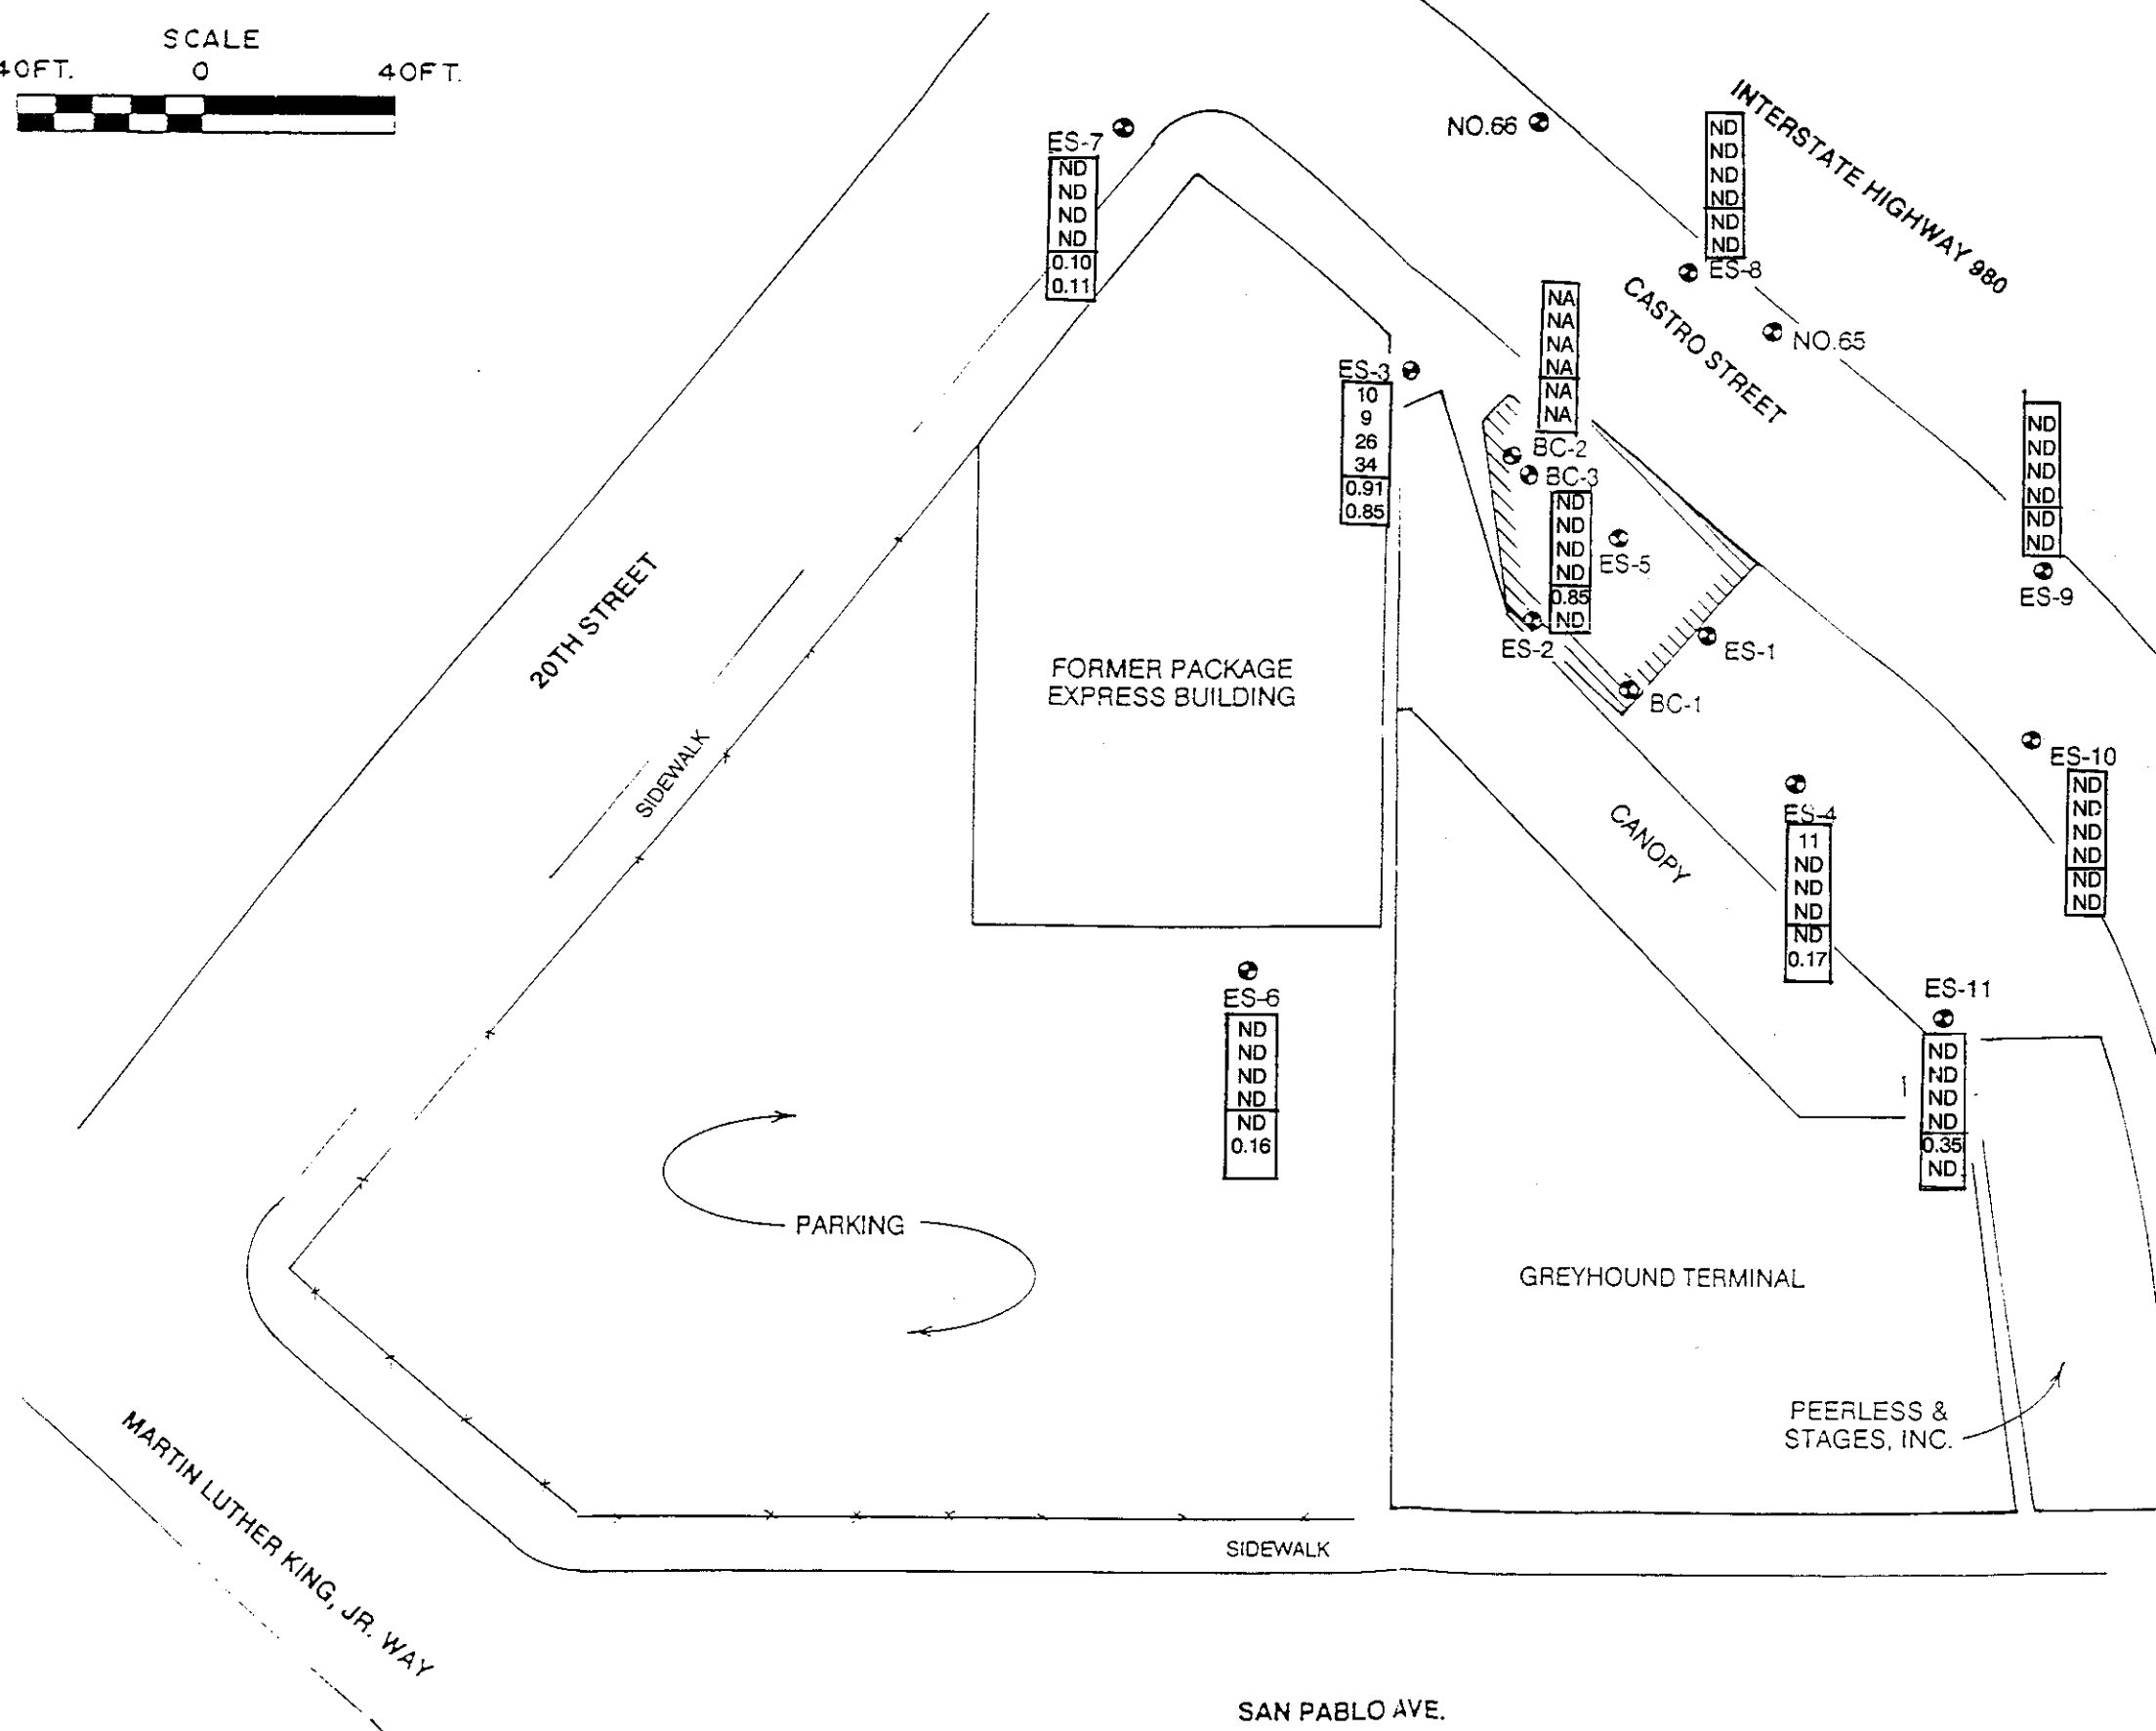 SCALE
40FT. 0 40FT.
INTERSTATE HIGHWAY 980
NO.66
ES-7
ND
ND
ND
ND
0.10
0.11
ND
ND
ND
ND
ND
ND
ES-8
CASTRO STREET
NO.65
NA
NA
NA
NA
NA
NA
BC-2
ES-3
10
9
26
34
0.91
0.85
BC-3
ND
ND
ND
ND
0.85
ND
ES-5
ND
ND
ND
ND
ND
ND
ES-9
20TH STREET
ES-2
ES-1
BC-1
FORMER PACKAGE
EXPRESS BUILDING
SIDEWALK
ES-10
ND
ND
ND
ND
ND
ND
CANOPY
ES-4
11
ND
ND
ND
ND
0.17
ES-6
ND
ND
ND
ND
ND
0.16
ES-11
ND
ND
ND
ND
0.35
ND
PARKING
GREYHOUND TERMINAL
PEERLESS &
STAGES, INC.
MARTIN LUTHER KING, JR. WAY
SIDEWALK
SAN PABLO AVE.